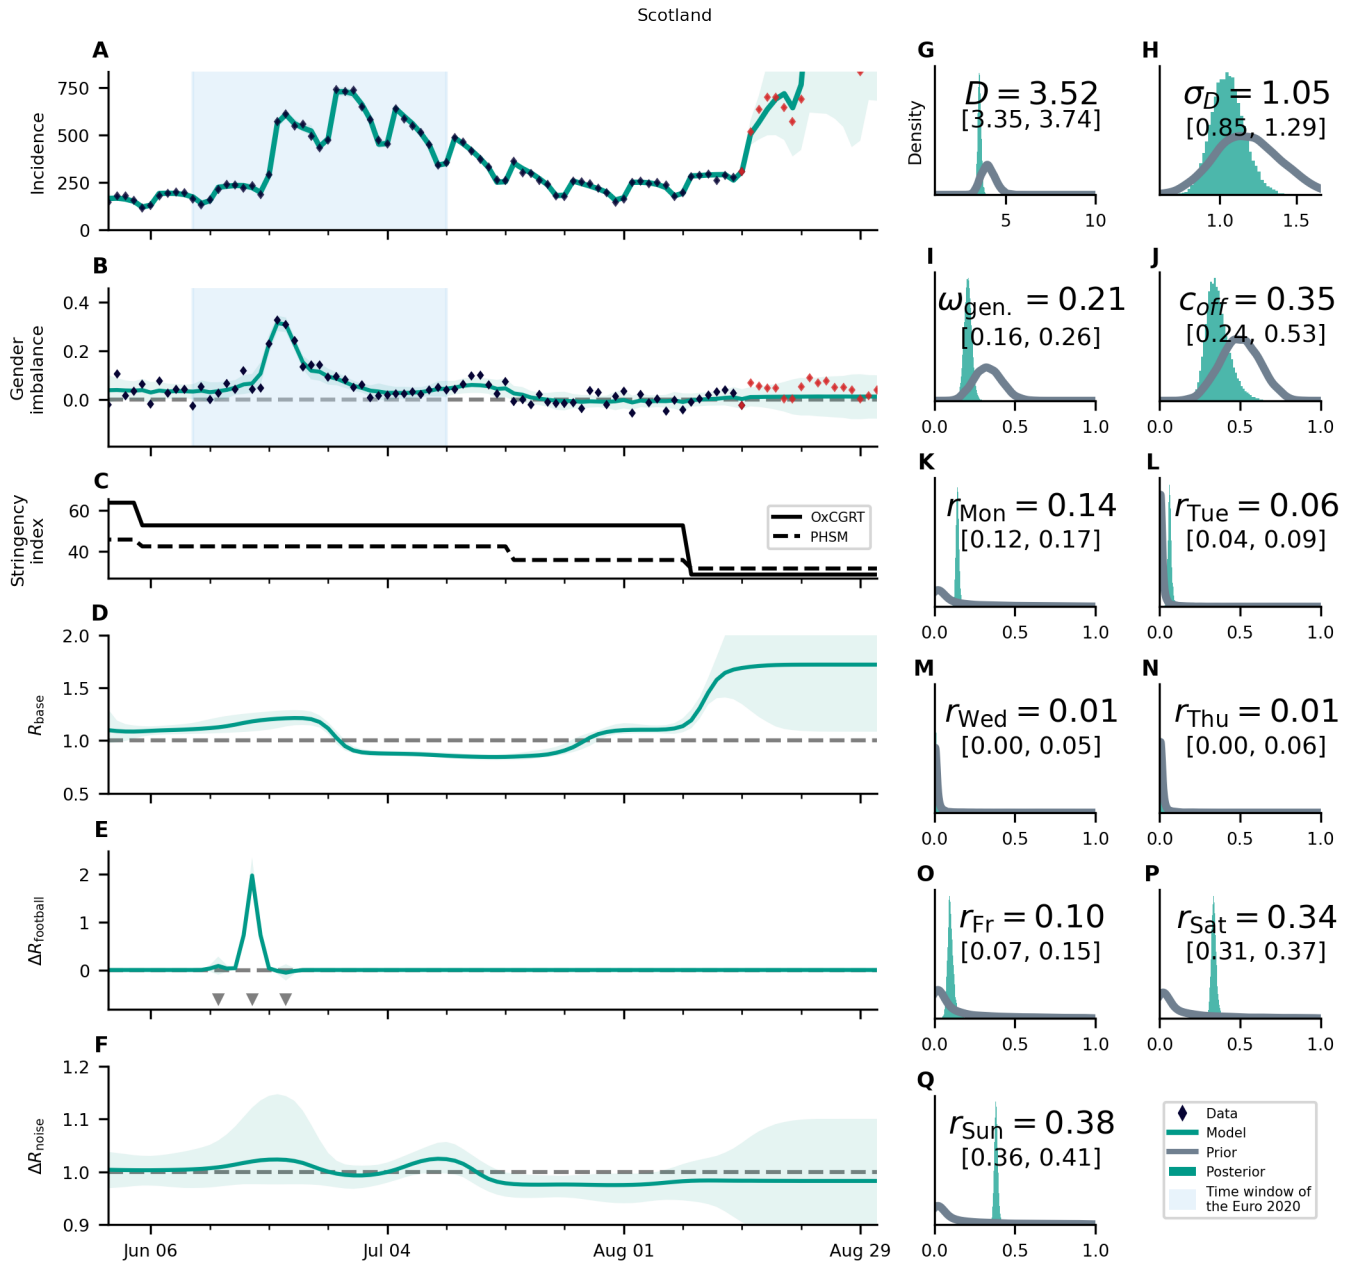 Scotland
A
750
500
250
0
Incidence
B
0.4
0.2
0.0
Gender
imbalance
C
60
40
Stringency
index
OxCGRT
PHSM
D
2.0
1.5
1.0
0.5
R_base
E
2
1
0
ΔR_football
F
1.2
1.1
1.0
0.9
ΔR_noise
Jun 06
Jul 04
Aug 01
Aug 29
G
Density
D = 3.52
[3.35, 3.74]
5
10
H
σ_D = 1.05
[0.85, 1.29]
1.0
1.5
I
ω_gen. = 0.21
[0.16, 0.26]
0.0
0.5
1.0
J
c_off = 0.35
[0.24, 0.53]
0.0
0.5
1.0
K
r_Mon = 0.14
[0.12, 0.17]
0.0
0.5
1.0
L
r_Tue = 0.06
[0.04, 0.09]
0.0
0.5
1.0
M
r_Wed = 0.01
[0.00, 0.05]
0.0
0.5
1.0
N
r_Thu = 0.01
[0.00, 0.06]
0.0
0.5
1.0
O
r_Fr = 0.10
[0.07, 0.15]
0.0
0.5
1.0
P
r_Sat = 0.34
[0.31, 0.37]
0.0
0.5
1.0
Q
r_Sun = 0.38
[0.36, 0.41]
0.0
0.5
1.0
Data
Model
Prior
Posterior
Time window of
the Euro 2020